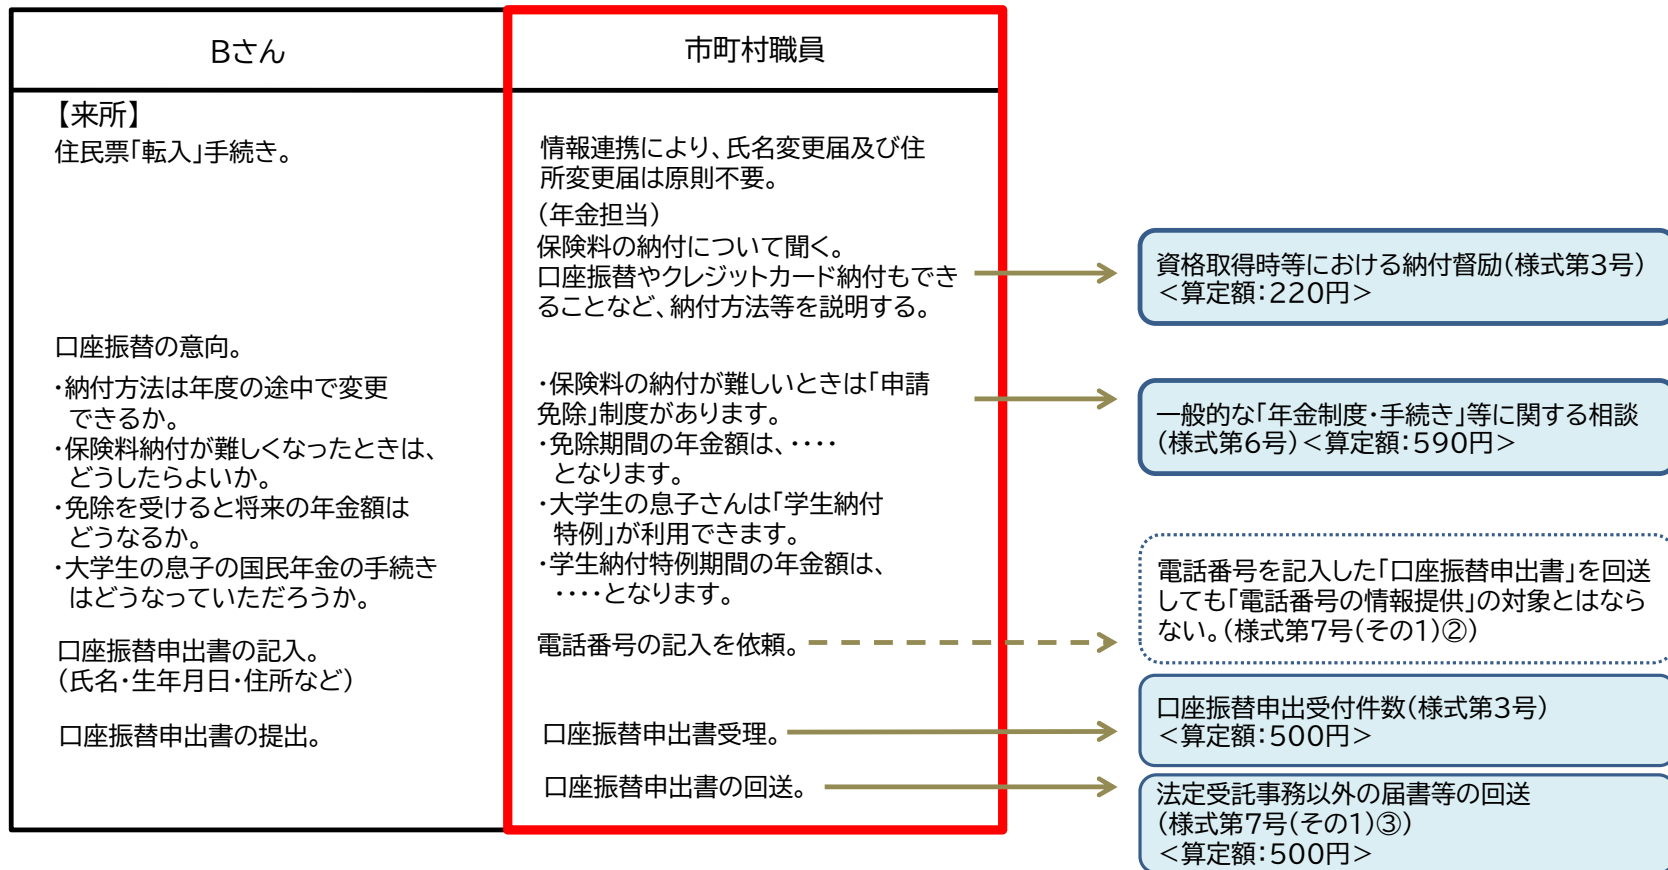 Bさん
市町村職員
【来所】
住民票「転入」手続き。
情報連携により、氏名変更届及び住
所変更届は原則不要。
(年金担当)
保険料の納付について聞く。
口座振替やクレジットカード納付もでき
ることなど、納付方法等を説明する。
資格取得時等における納付督励(様式第3号)
<算定額:220円>
口座振替の意向。
・納付方法は年度の途中で変更
できるか。
・保険料納付が難しくなったときは、
どうしたらよいか。
・免除を受けると将来の年金額は
どうなるか。
・大学生の息子の国民年金の手続き
はどうなっていただろうか。
・保険料の納付が難しいときは「申請
免除」制度があります。
・免除期間の年金額は、・・・・
となります。
・大学生の息子さんは「学生納付
特例」が利用できます。
・学生納付特例期間の年金額は、
・・・・となります。
一般的な「年金制度・手続き」等に関する相談
(様式第6号)<算定額:590円>
口座振替申出書の記入。
(氏名・生年月日・住所など)
電話番号の記入を依頼。
電話番号を記入した「口座振替申出書」を回送
しても「電話番号の情報提供」の対象とはなら
ない。(様式第7号(その1)②)
口座振替申出書の提出。
口座振替申出書受理。
口座振替申出受付件数(様式第3号)
<算定額:500円>
口座振替申出書の回送。
法定受託事務以外の届書等の回送
(様式第7号(その1)③)
<算定額:500円>